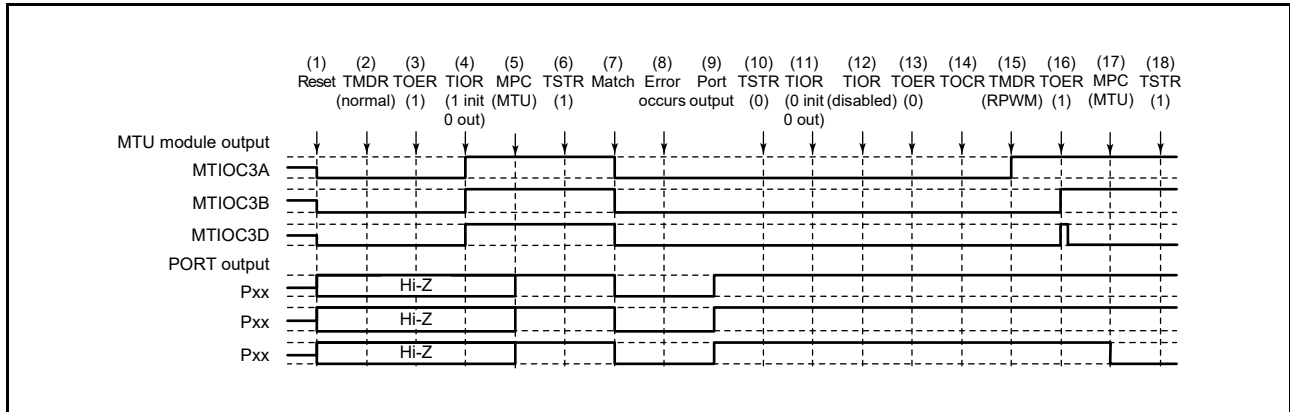 (1) (2) (3) (4) (5) (6) (7) (8) (9) (10) (11) (12) (13) (14) (15) (16) (17) (18)
Reset TMDR TOER TIOR MPC TSTR Match Error Port TSTR TIOR TIOR TOER TOCR TMDR TOER MPC TSTR
(normal) (1) (1 init (MTU) (1) occurs output (0) (0 init (disabled) (0) (RPWM) (1) (MTU) (1)
0 out) 0 out)
MTU module output
MTIOC3A
MTIOC3B
MTIOC3D
PORT output
Pxx Hi-Z
Pxx Hi-Z
Pxx Hi-Z